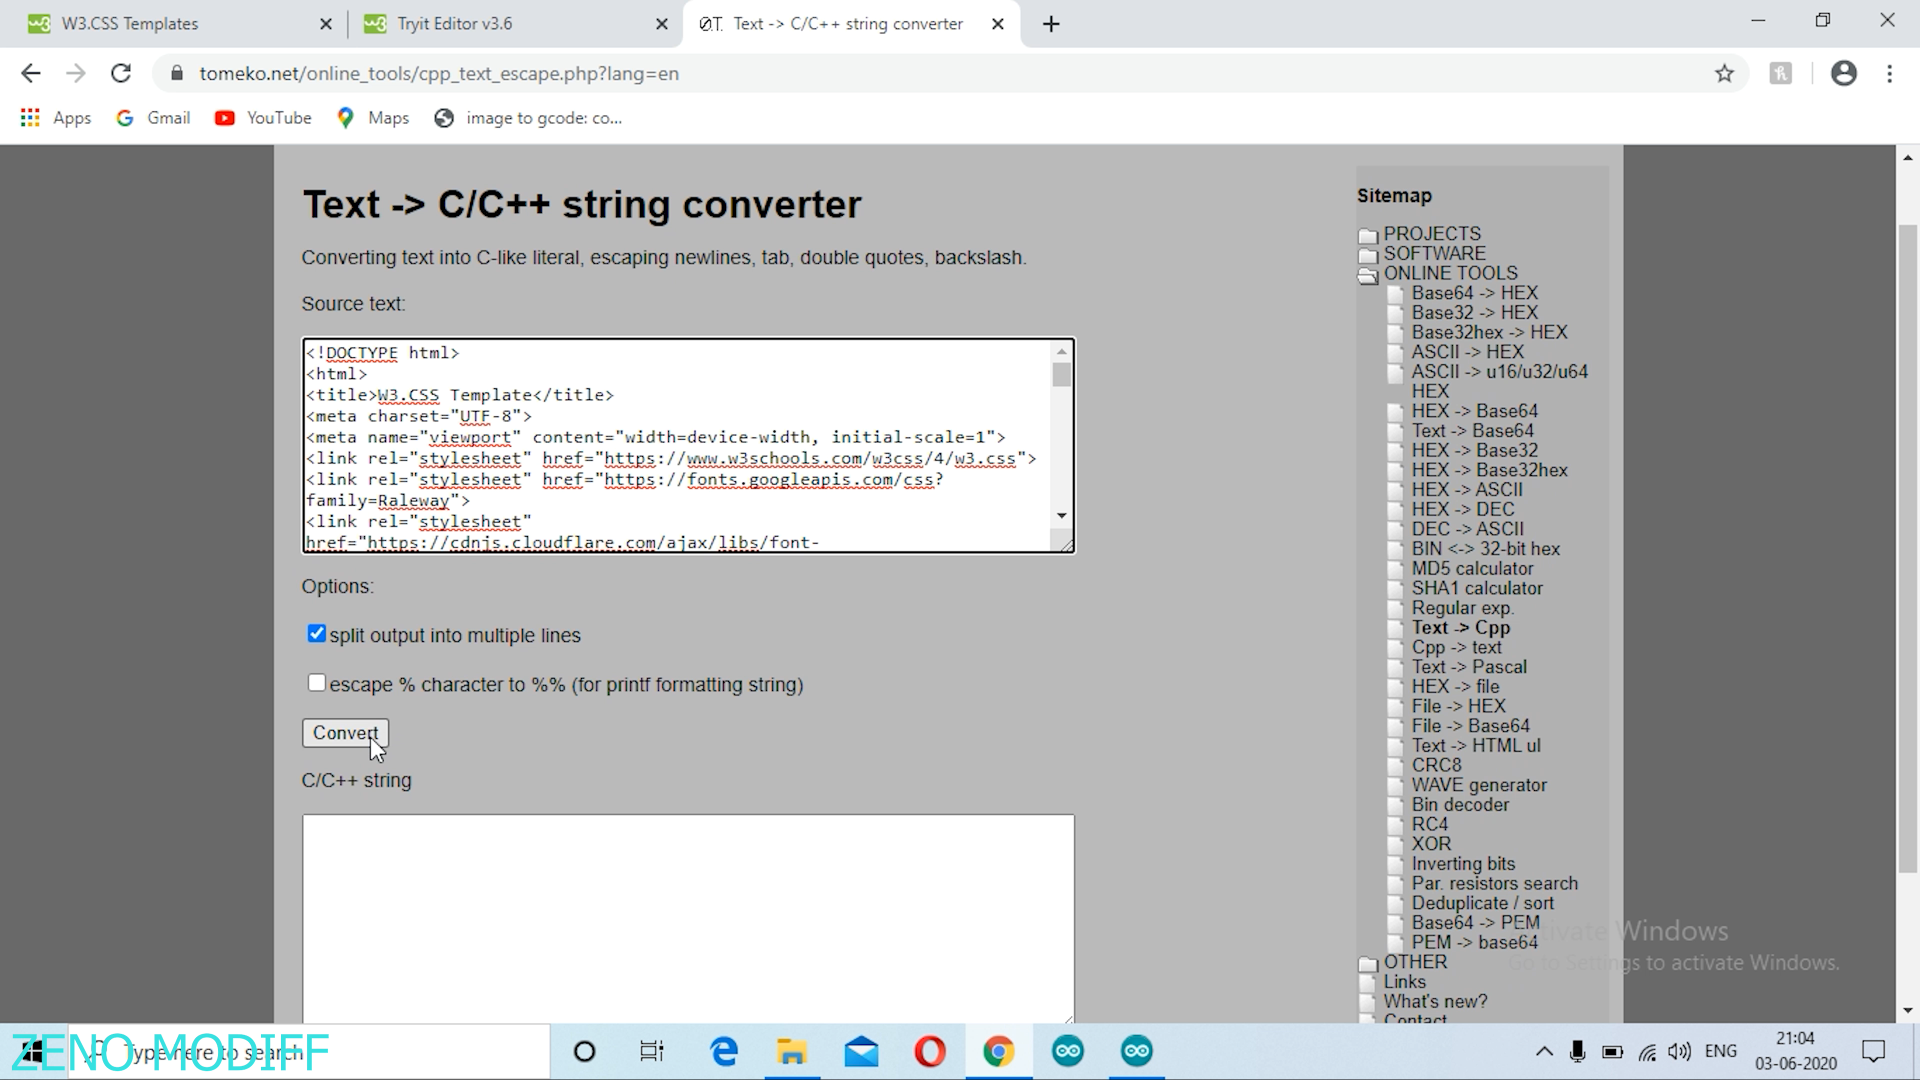 W3.CSS Templates
Tryit Editor v3.6
Ø.T. Text -> C/C++ string converter
tomeko.net/online_tools/cpp_text_escape.php?lang=en
Apps
Gmail
YouTube
Maps
image to gcode: co...
Text -> C/C++ string converter
Converting text into C-like literal, escaping newlines, tab, double quotes, backslash.
Source text:
<!DOCTYPE html>
<html>
<title>W3.CSS Template</title>
<meta charset="UTF-8">
<meta name="viewport" content="width=device-width, initial-scale=1">
<link rel="stylesheet" href="https://www.w3schools.com/w3css/4/w3.css">
<link rel="stylesheet" href="https://fonts.googleapis.com/css?
family=Raleway">
<link rel="stylesheet"
href="https://cdnjs.cloudflare.com/ajax/libs/font-
Options:
split output into multiple lines
escape % character to %% (for printf formatting string)
Convert
C/C++ string
Sitemap
PROJECTS
SOFTWARE
ONLINE TOOLS
Base64 -> HEX
Base32 -> HEX
Base32hex -> HEX
ASCII -> HEX
ASCII -> u16/u32/u64
HEX
HEX -> Base64
Text -> Base64
HEX -> Base32
HEX -> Base32hex
HEX -> ASCII
HEX -> DEC
DEC -> ASCII
BIN <-> 32-bit hex
MD5 calculator
SHA1 calculator
Regular exp.
Text -> Cpp
Cpp -> text
Text -> Pascal
HEX -> file
File -> HEX
File -> Base64
Text -> HTML ul
CRC8
WAVE generator
Bin decoder
RC4
XOR
Inverting bits
Par. resistors search
Deduplicate / sort
Base64 -> PEM
PEM -> base64
OTHER
Links
What's new?
Contact
Activate Windows
Go to Settings to activate Windows.
ZENO MODIFF
Type here to search
ENG
21:04
03-06-2020